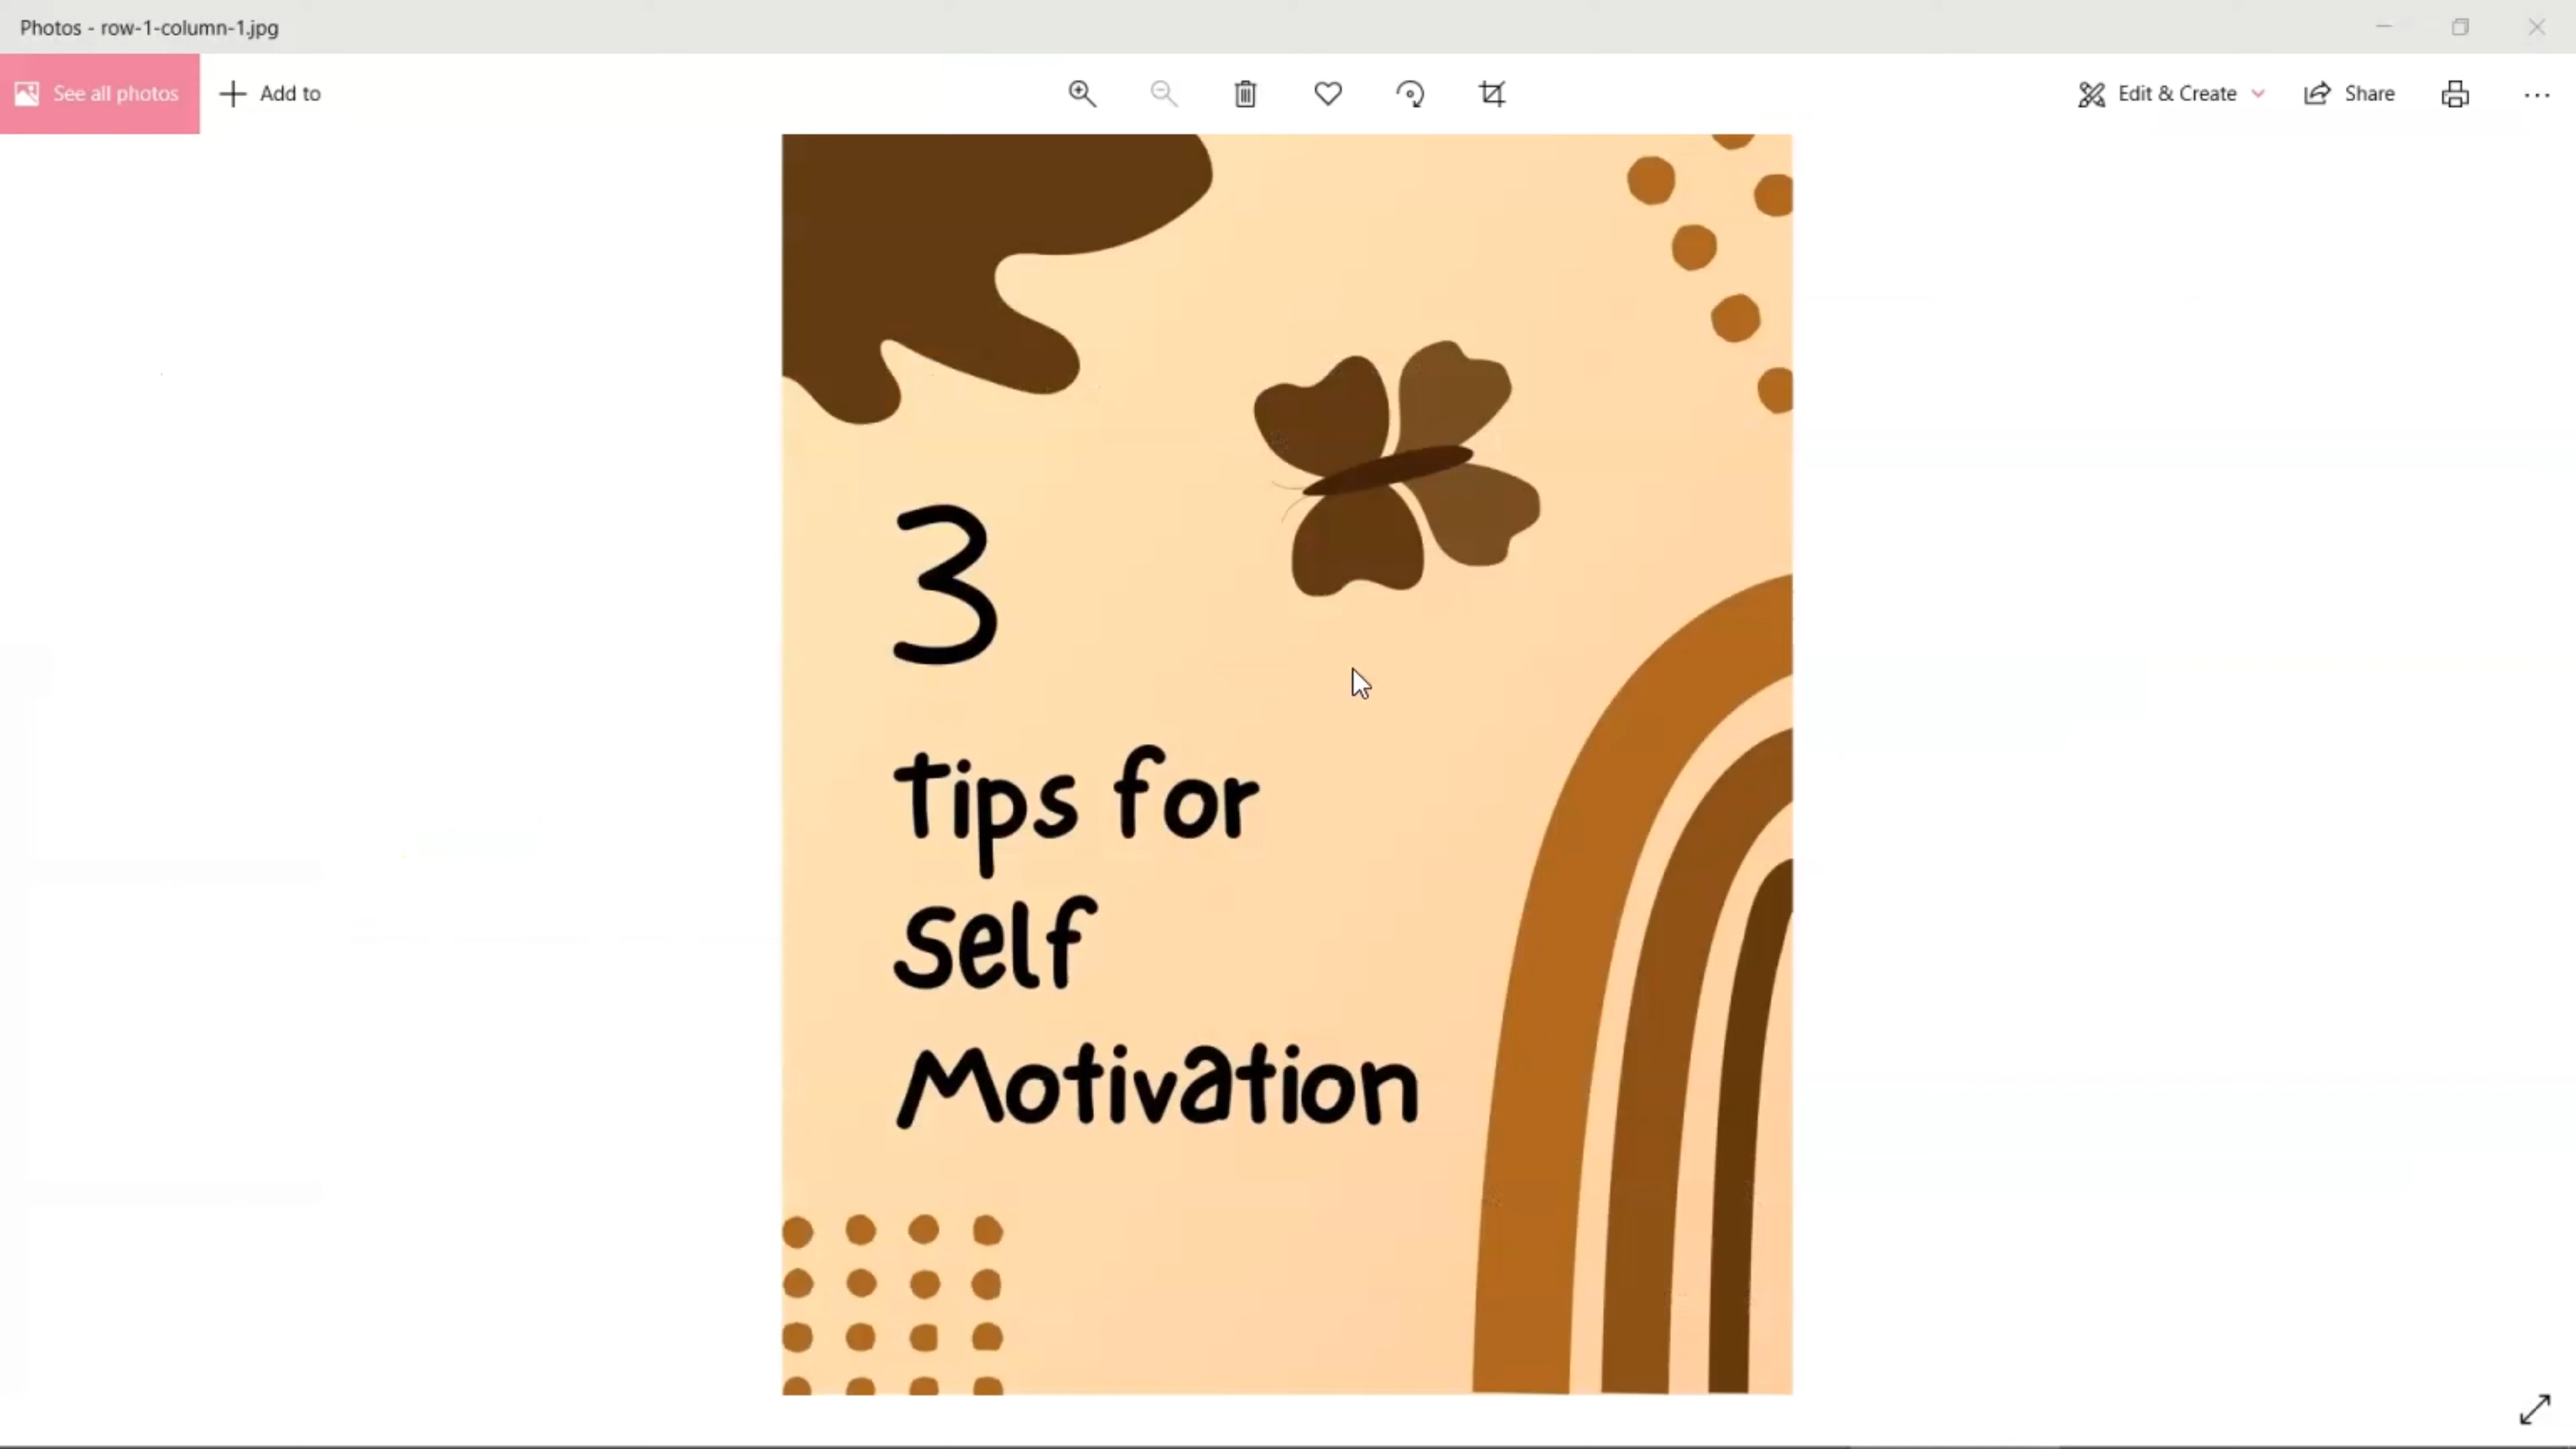 Photos - row-1-column-1.jpg
See all photos
Add to
Edit & Create
Share
3
Tips for
Self
Motivation